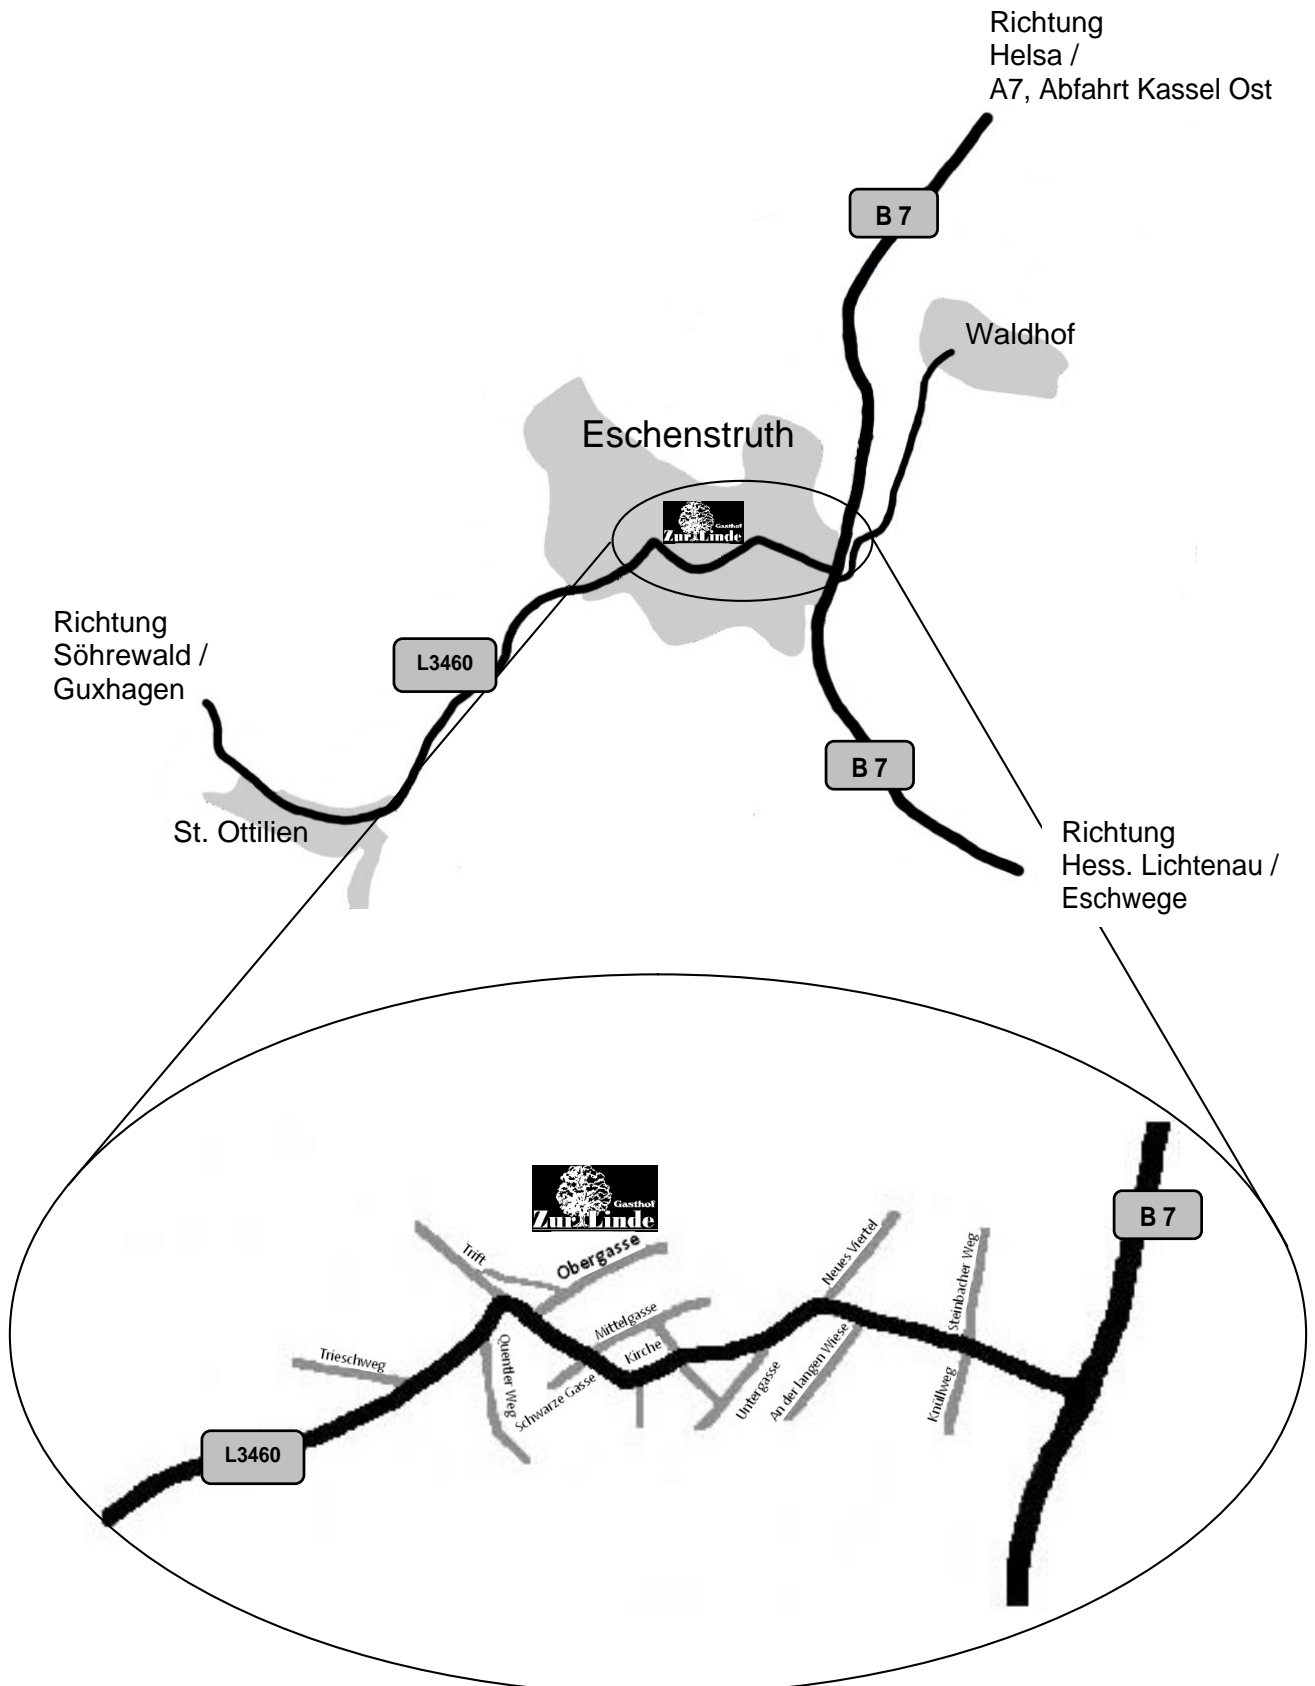 Richtung
Helsa /
A7, Abfahrt Kassel Ost
B 7
Waldhof
Eschenstruth
Gasthof
Zur Linde
Richtung
Söhrewald /
Guxhagen
L3460
B 7
St. Ottilien
Richtung
Hess. Lichtenau /
Eschwege
Gasthof
Zur Linde
B 7
Trift
Obergasse
Neues Viertel
Steinbacher Weg
Mittelgasse
Kirche
Trieschweg
Quentler Weg
Schwarze Gasse
Untergasse
An der langen Wiese
Knüllweg
L3460